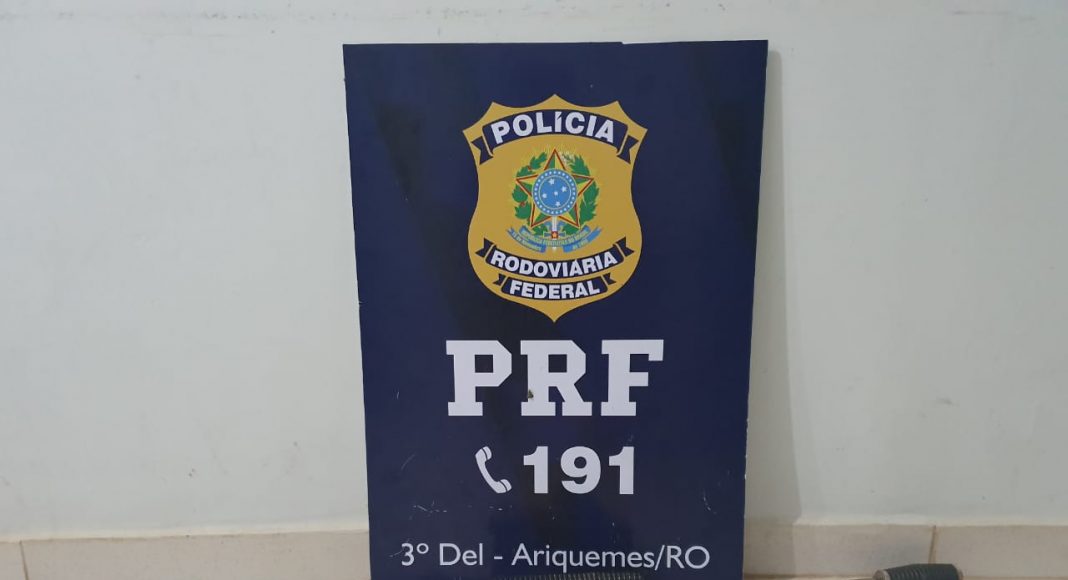 POLÍCIA
RODOVIÁRIA
FEDERAL
PRF
191
3º Del - Ariquemes/RO